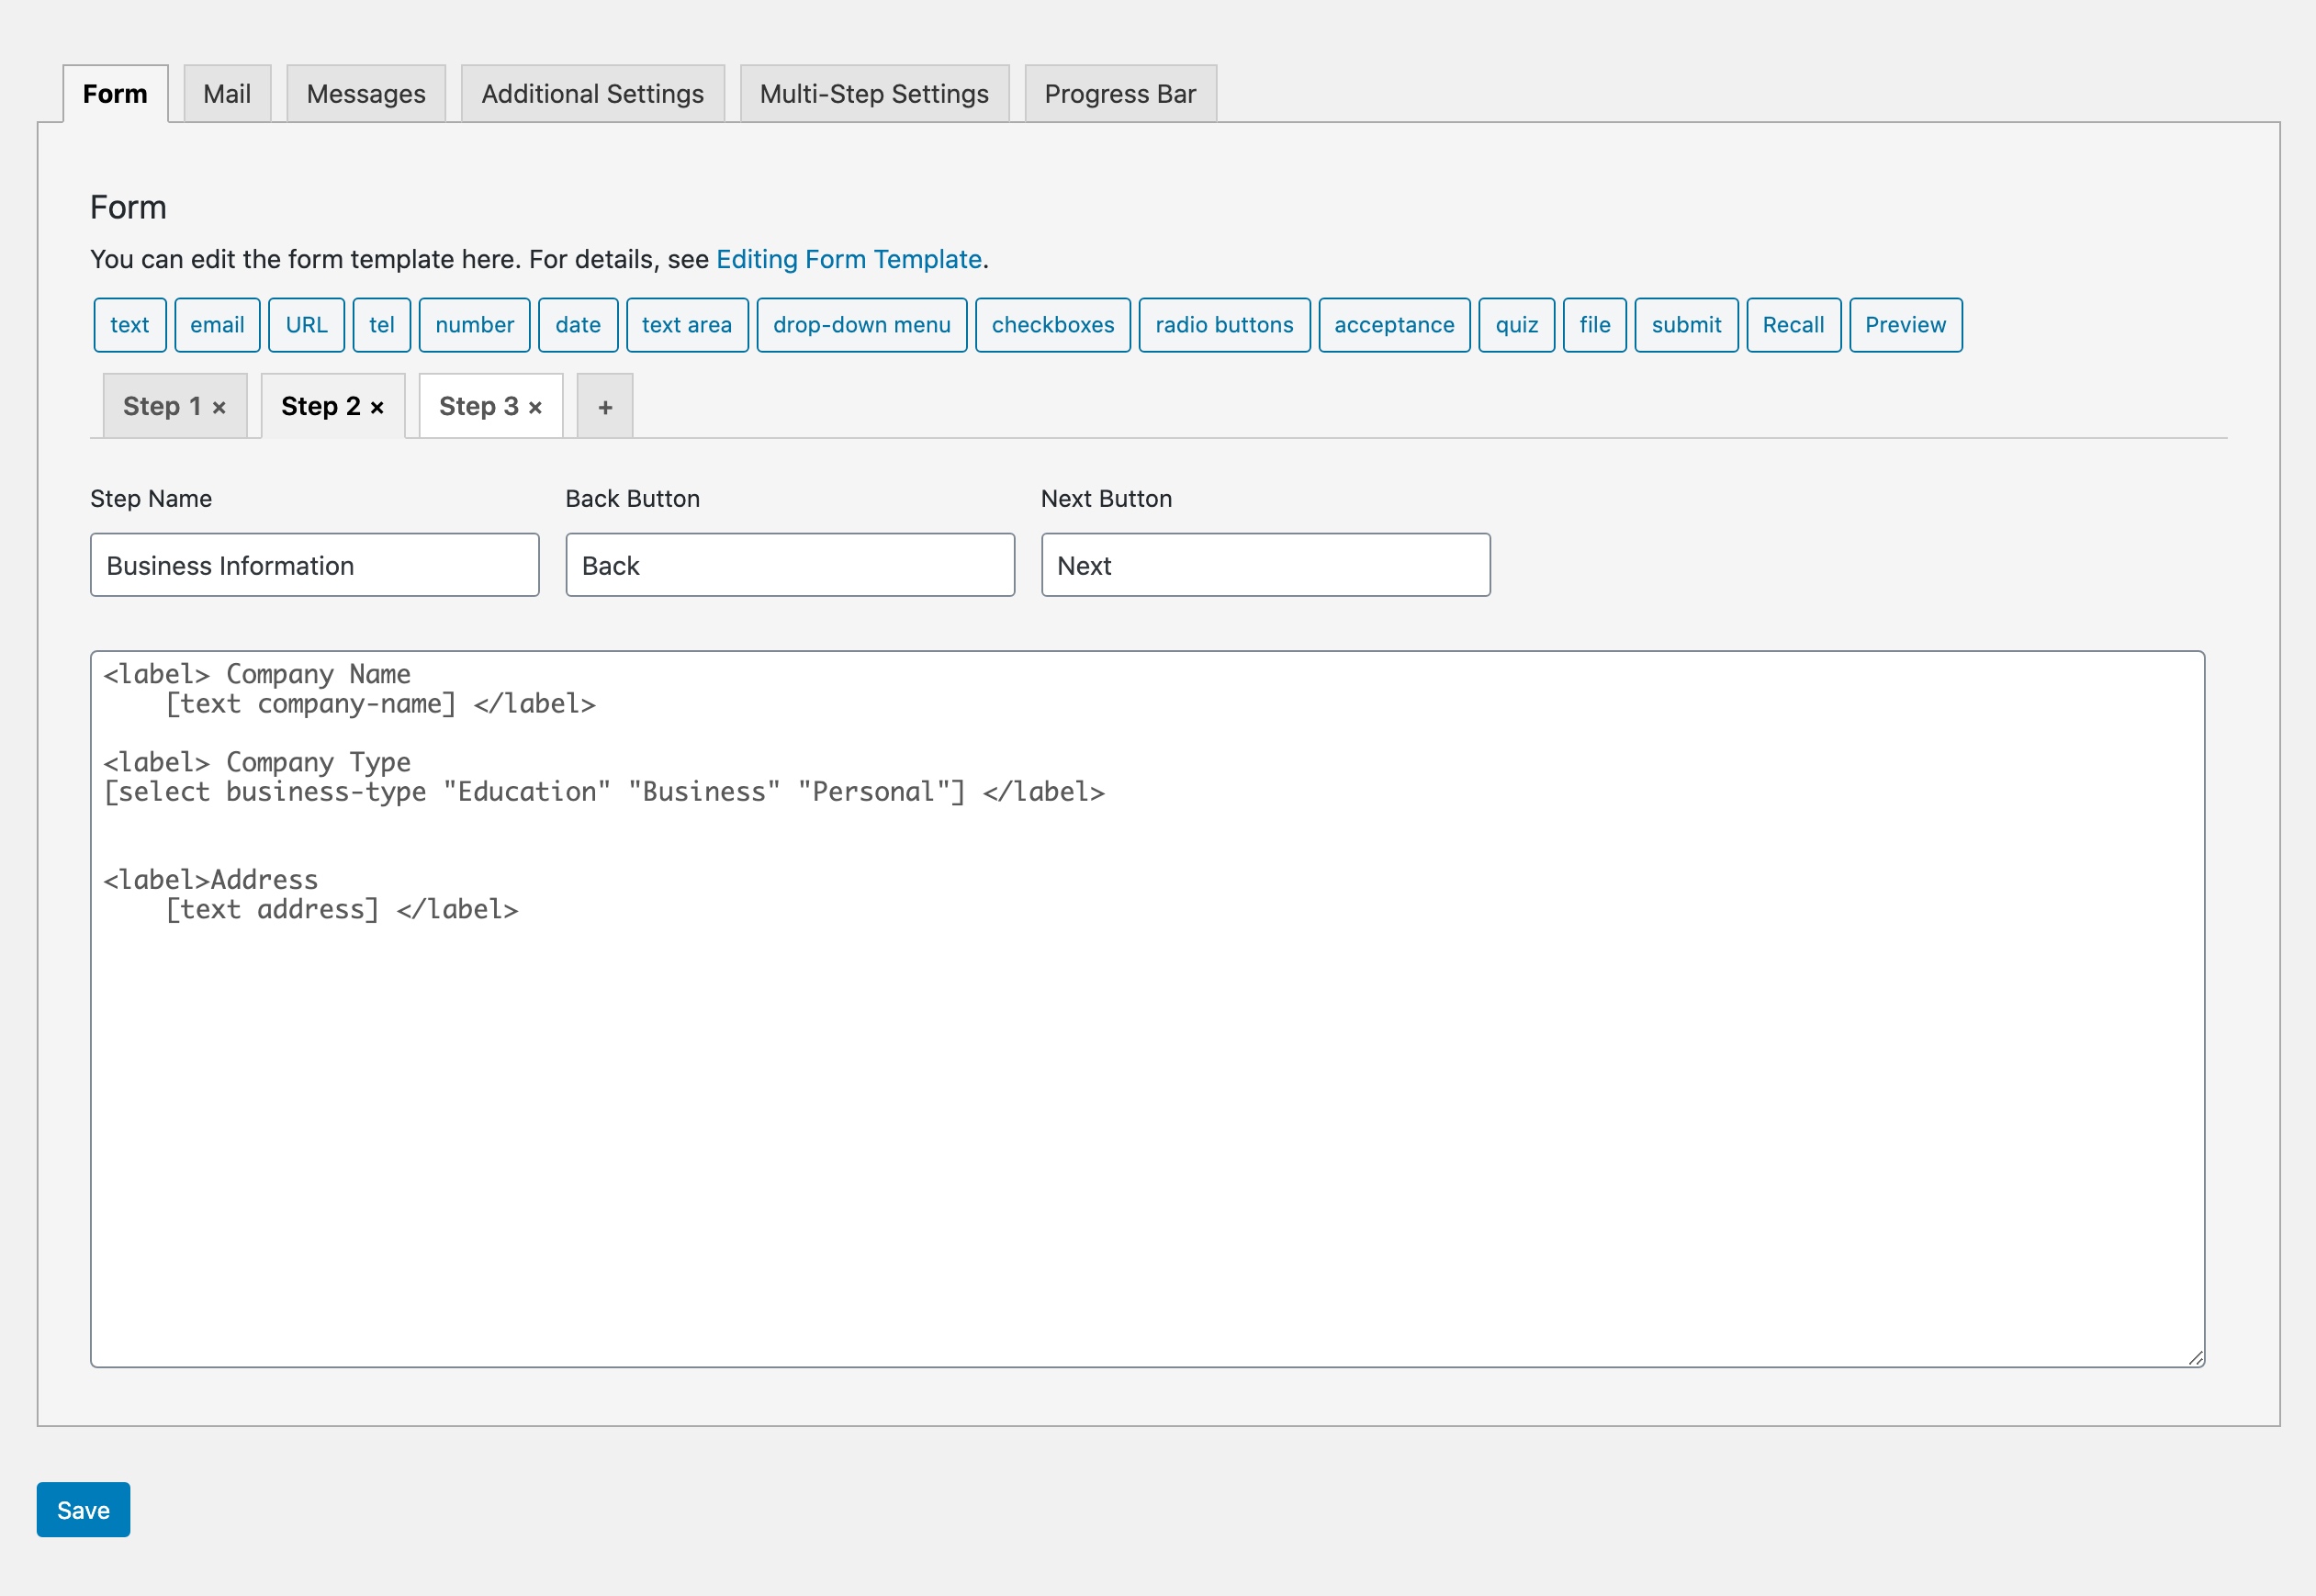 Form Mail Messages Additional Settings Multi-Step Settings Progress Bar
Form
You can edit the form template here. For details, see Editing Form Template.
text email URL tel number date text area drop-down menu checkboxes radio buttons acceptance quiz file submit Recall Preview
Step 1 × Step 2 × Step 3 × +
Step Name Back Button Next Button
Business Information Back Next
<label> Company Name
    [text company-name] </label>
<label> Company Type
[select business-type "Education" "Business" "Personal"] </label>
<label>Address
    [text address] </label>
Save